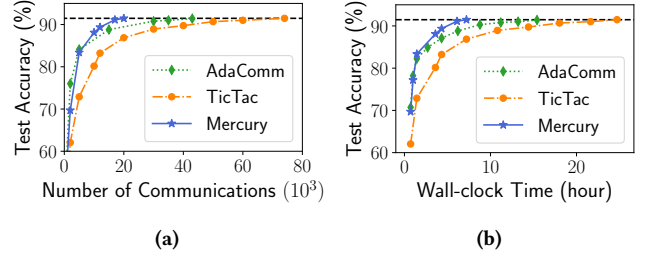 Test Accuracy (%)
90
80
70
60
AdaComm
TicTac
Mercury
0
20
40
60
80
Number of Communications (10³)
(a)
Test Accuracy (%)
90
80
70
60
AdaComm
TicTac
Mercury
0
10
20
Wall-clock Time (hour)
(b)